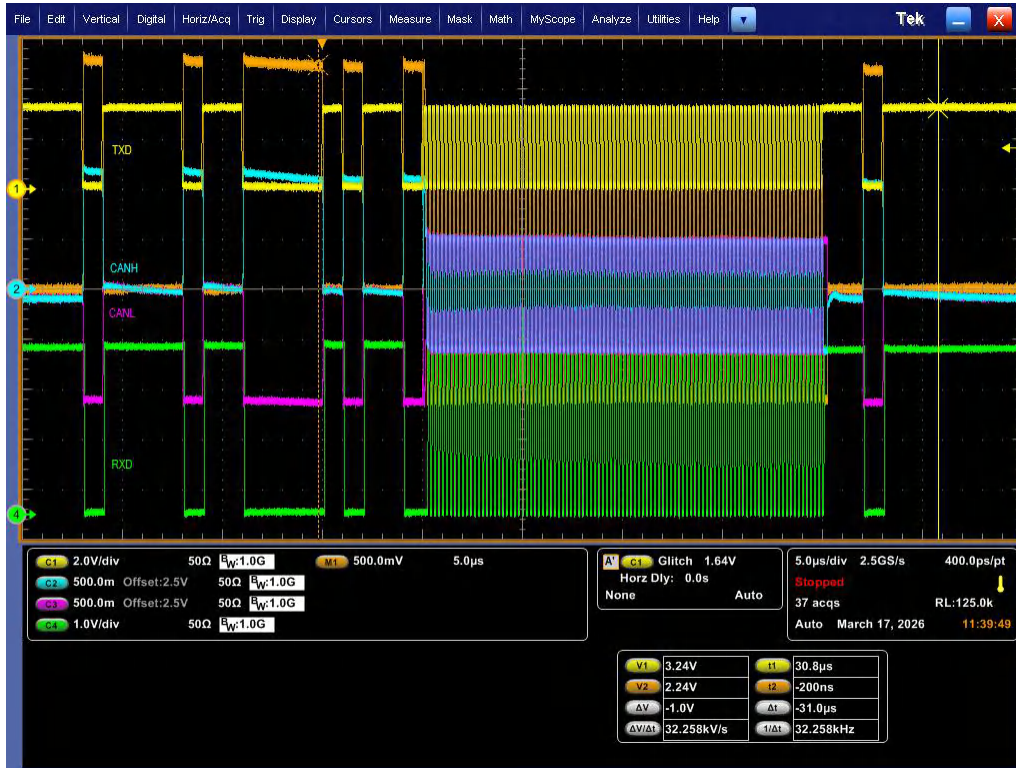 File Edit Vertical Digital Horiz/Acq Trig Display Cursors Measure Mask Math MyScope Analyze Utilities Help Tek X
TXD
1
CANH
2
CANL
RXD
4
C1 2.0V/div 50Ω BW:1.0G M1 500.0mV 5.0µs
C2 500.0m Offset:2.5V 50Ω BW:1.0G
C3 500.0m Offset:2.5V 50Ω BW:1.0G
C4 1.0V/div 50Ω BW:1.0G
A' C1 Glitch 1.64V
Horz Dly: 0.0s
None Auto
5.0µs/div 2.5GS/s 400.0ps/pt
Stopped
37 acqs RL:125.0k
Auto March 17, 2026 11:39:49
V1 3.24V t1 30.8µs
V2 2.24V t2 -200ns
ΔV -1.0V Δt -31.0µs
ΔV/Δt 32.258kV/s 1/Δt 32.258kHz